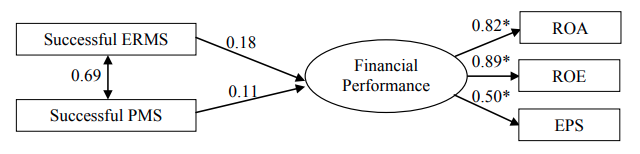 Successful ERMS
0.69
Successful PMS
0.18
0.11
Financial
Performance
0.82*
0.89*
0.50*
ROA
ROE
EPS